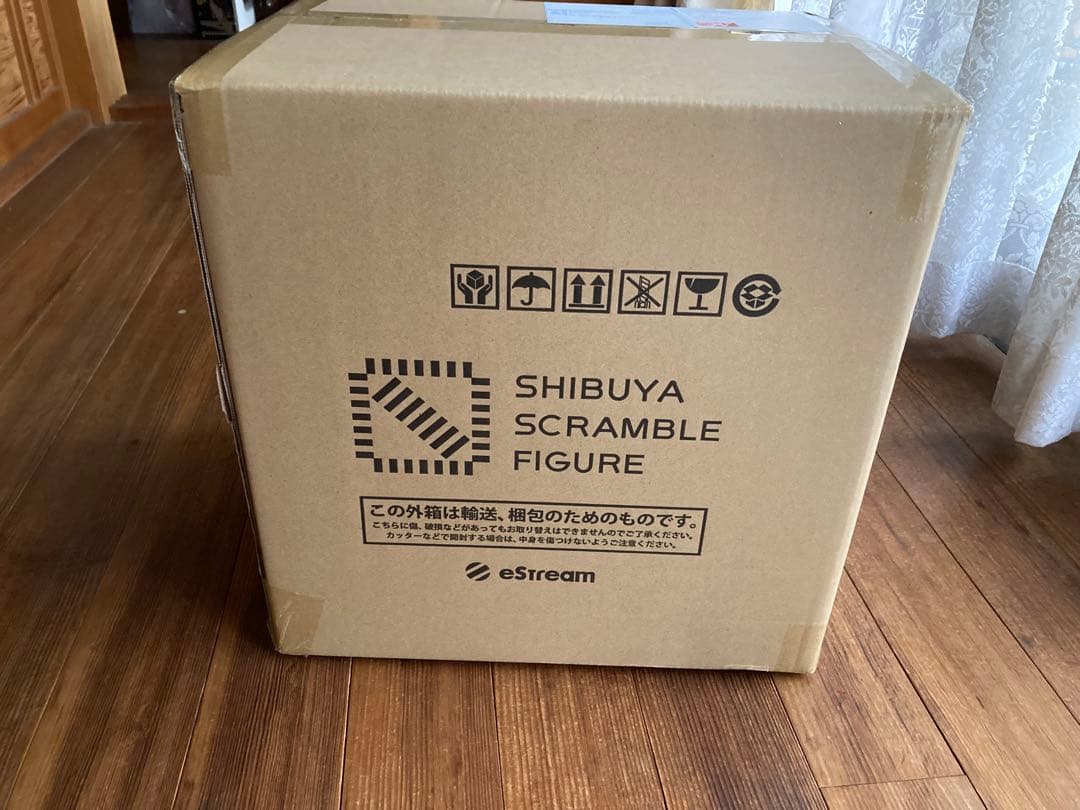 SHIBUYA
SCRAMBLE
FIGURE
この外箱は輸送、梱包のためのものです。
こちらに傷、破損などがあってもお取り替えはできませんのでご了承ください。
カッターなどで開封する場合は、中身を傷つけないようご注意ください。
eStream